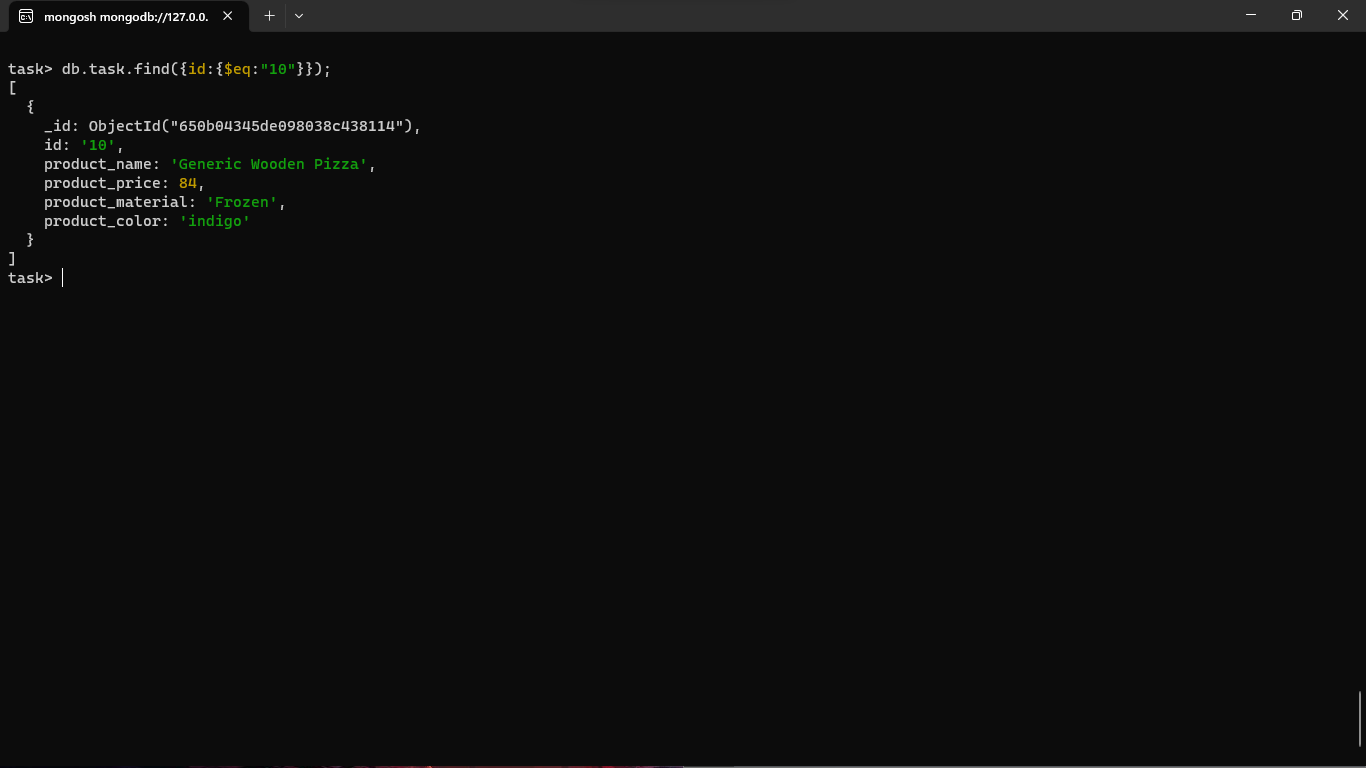 mongosh mongodb://127.0.0.
task> db.task.find({id:{$eq:"10"}});
[
  {
    _id: ObjectId("650b04345de098038c438114"),
    id: '10',
    product_name: 'Generic Wooden Pizza',
    product_price: 84,
    product_material: 'Frozen',
    product_color: 'indigo'
  }
]
task>